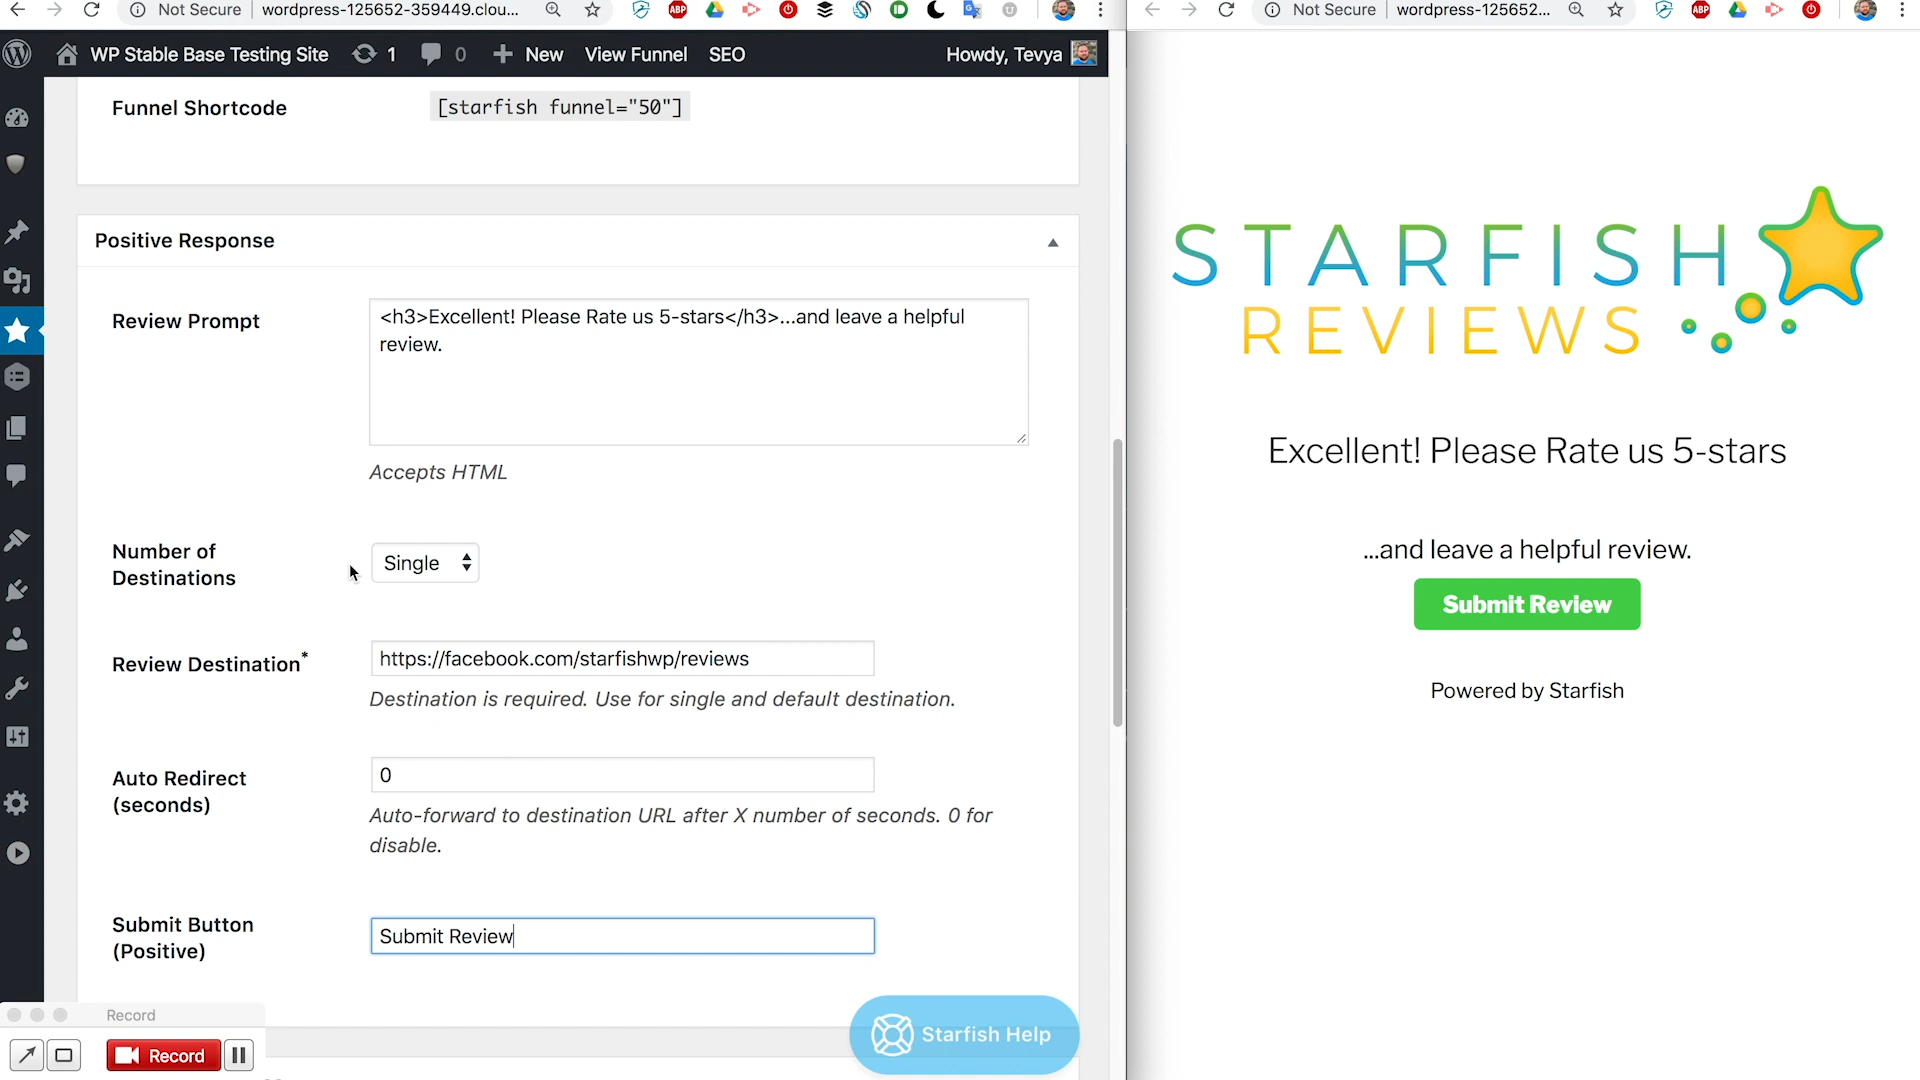 Not Secure
wordpress-125652-359449.clou...
ABP
Not Secure
wordpress-125652...
ABP
WP Stable Base Testing Site
1
0
New
View Funnel
SEO
Howdy, Tevya
Funnel Shortcode
[starfish funnel="50"]
Positive Response
Review Prompt
<h3>Excellent! Please Rate us 5-stars</h3>...and leave a helpful
review.
Accepts HTML
Number of
Destinations
Single
Review Destination*
https://facebook.com/starfishwp/reviews
Destination is required. Use for single and default destination.
Auto Redirect
(seconds)
0
Auto-forward to destination URL after X number of seconds. 0 for
disable.
Submit Button
(Positive)
Submit Review
Starfish Help
Record
Record
STARFISH
REVIEWS
Excellent! Please Rate us 5-stars
...and leave a helpful review.
Submit Review
Powered by Starfish